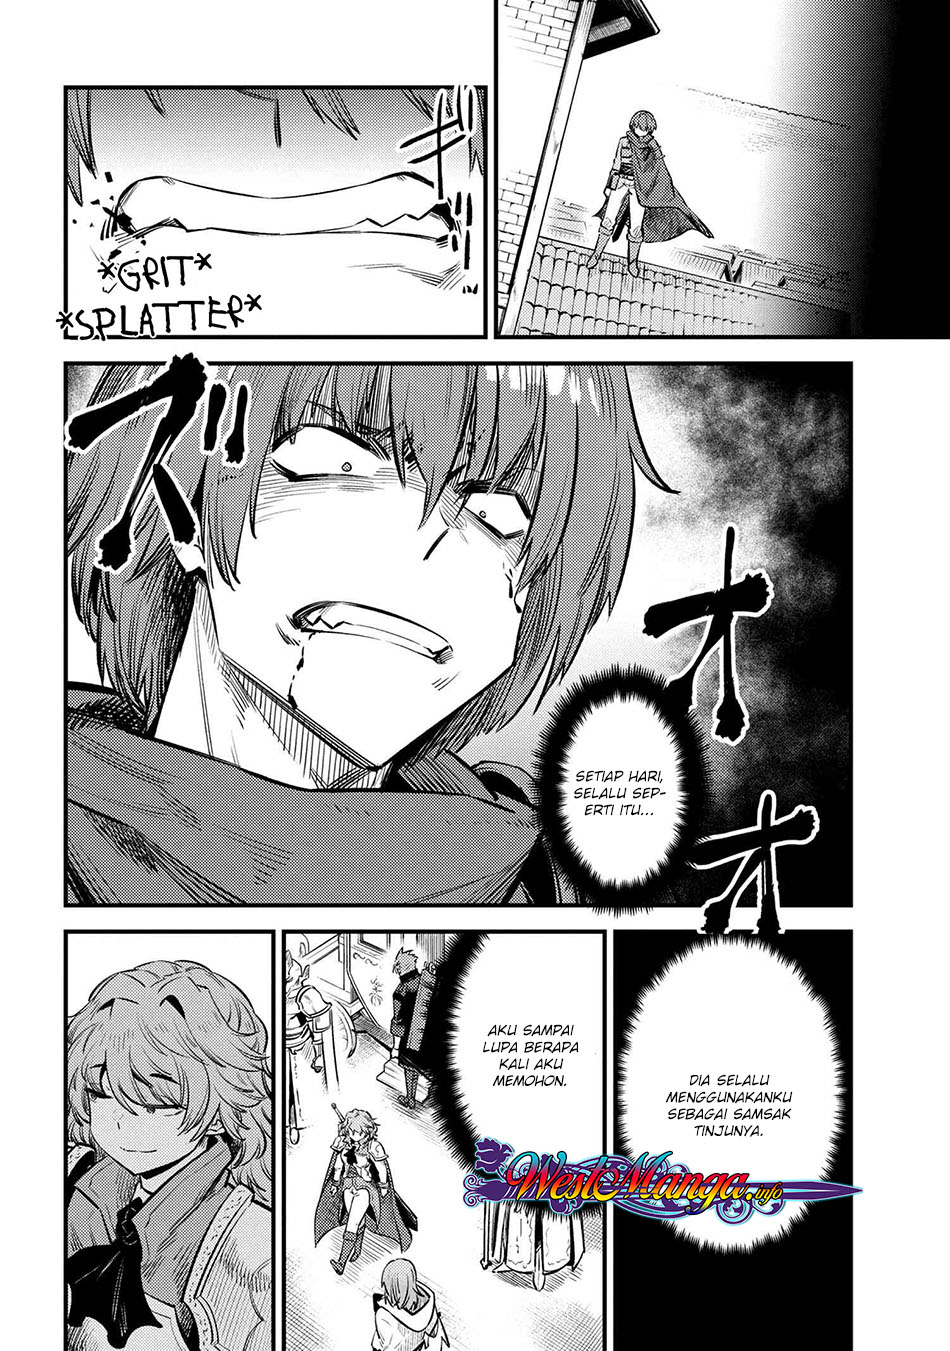 ギ
*GRIT*
*SPLATTER*
ズ
オ
オ
SETIAP HARI,
SELALU SEP-
ERTI ITU...
DIA SELALU
MENGGUNAKANKU
SEBAGAI SAMSAK
TINJUNYA.
AKU SAMPAI
LUPA BERAPA
KALI AKU
MEMOHON.
WestManga.info